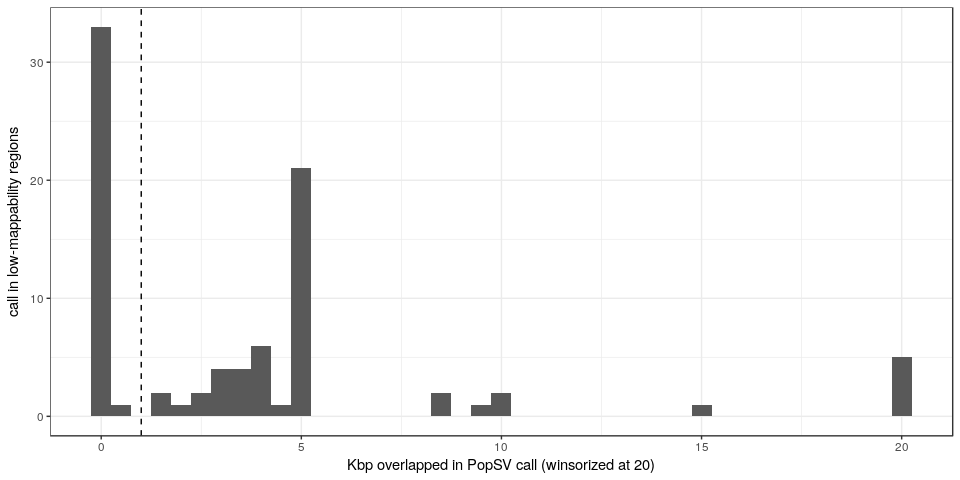 call in low-mappability regions
30
20
10
0
0 5 10 15 20
Kbp overlapped in PopSV call (winsorized at 20)